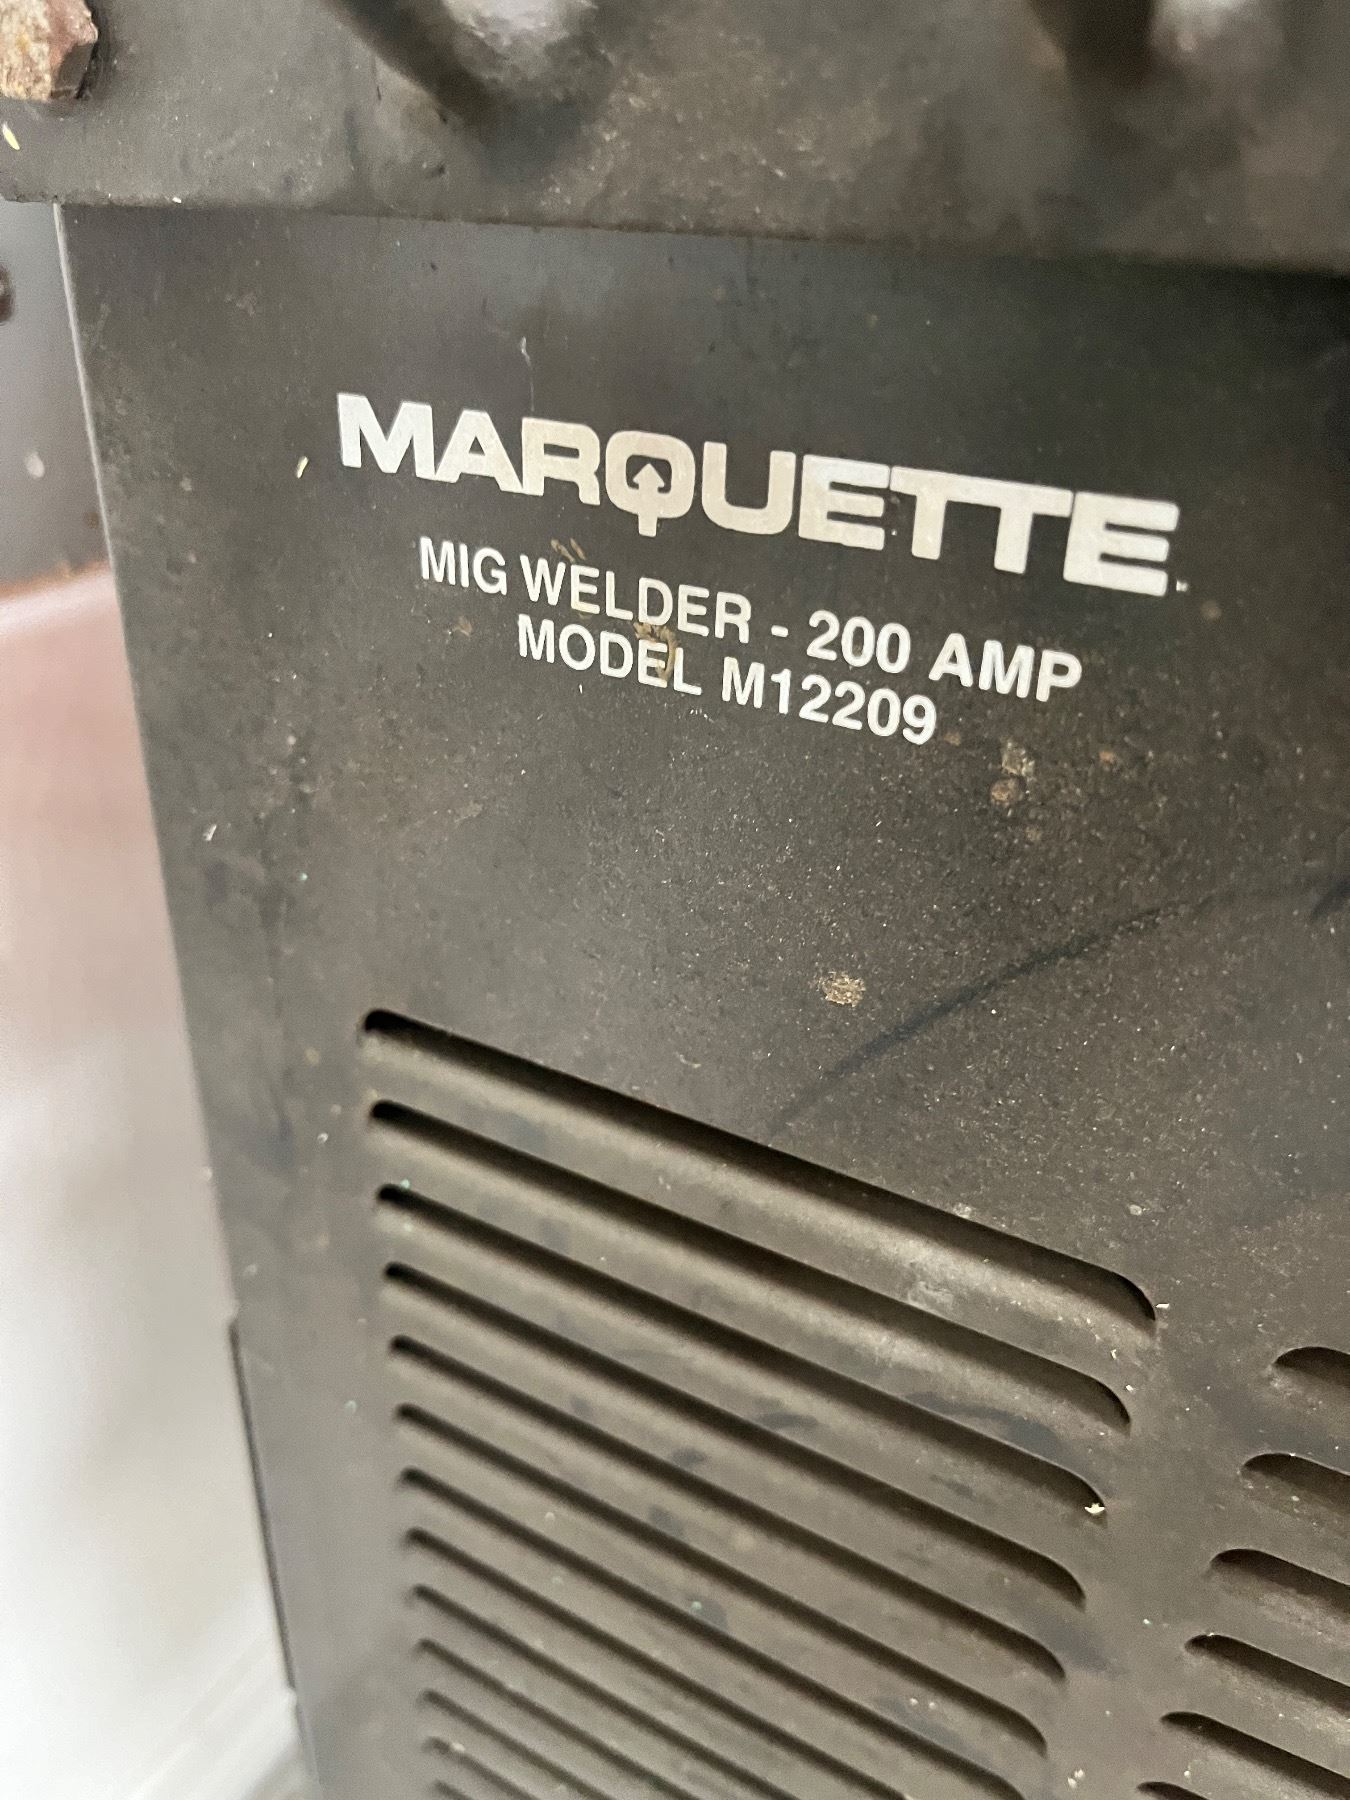 MARQUETTE
MIG WELDER - 200 AMP
MODEL M12209